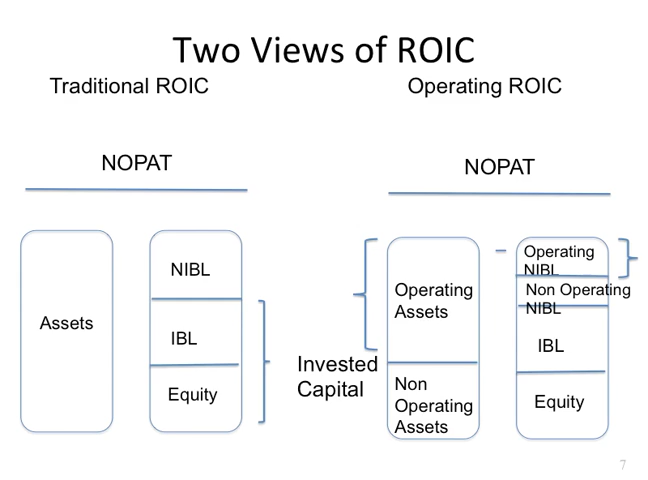 Two Views of ROIC
Traditional ROIC
Operating ROIC
NOPAT
NOPAT
Assets
NIBL
IBL
Equity
Invested
Capital
Operating
Assets
Non
Operating
Assets
–
Operating
NIBL
Non Operating
NIBL
IBL
Equity
7